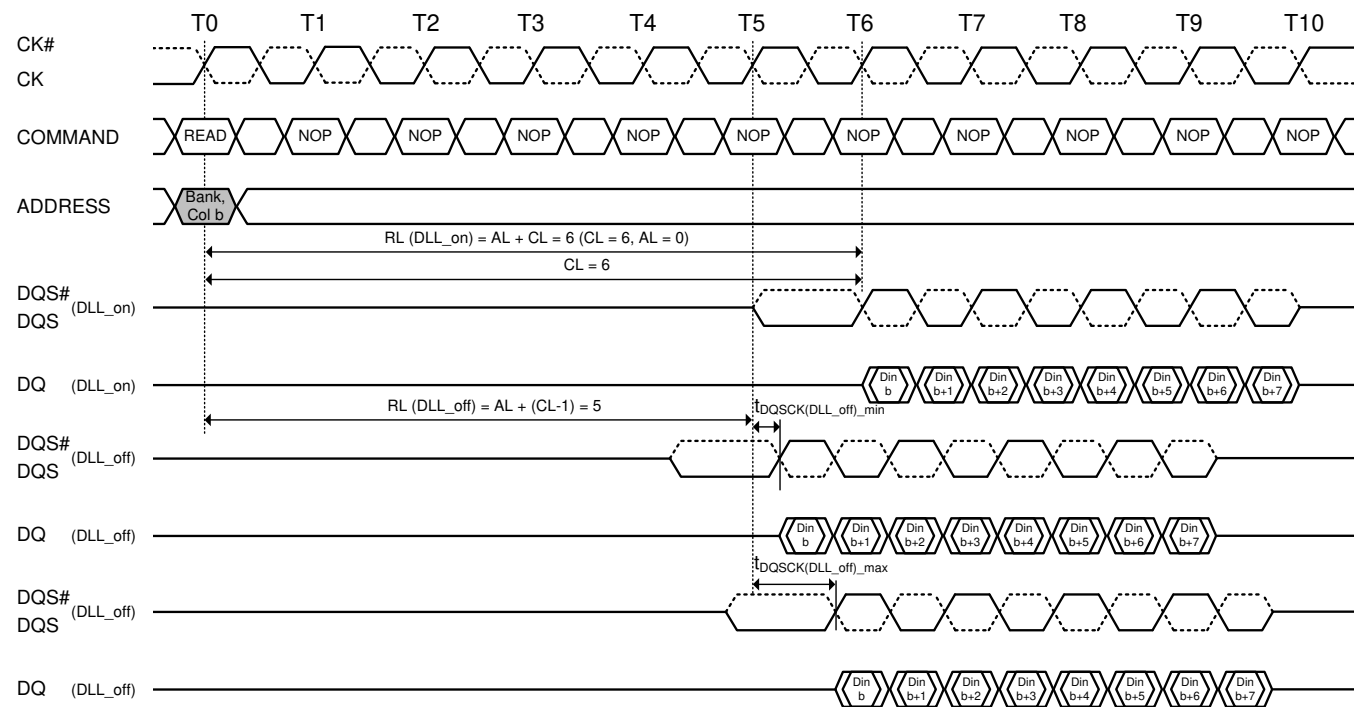 T0 T1 T2 T3 T4 T5 T6 T7 T8 T9 T10
CK#
CK
COMMAND READ NOP NOP NOP NOP NOP NOP NOP NOP NOP NOP
ADDRESS Bank, Col b
RL (DLL_on) = AL + CL = 6 (CL = 6, AL = 0)
CL = 6
DQS# (DLL_on)
DQS
DQ (DLL_on) Din b Din b+1 Din b+2 Din b+3 Din b+4 Din b+5 Din b+6 Din b+7
RL (DLL_off) = AL + (CL-1) = 5 tDQSCK(DLL_off)_min
DQS# (DLL_off)
DQS
DQ (DLL_off) Din b Din b+1 Din b+2 Din b+3 Din b+4 Din b+5 Din b+6 Din b+7
tDQSCK(DLL_off)_max
DQS# (DLL_off)
DQS
DQ (DLL_off) Din b Din b+1 Din b+2 Din b+3 Din b+4 Din b+5 Din b+6 Din b+7